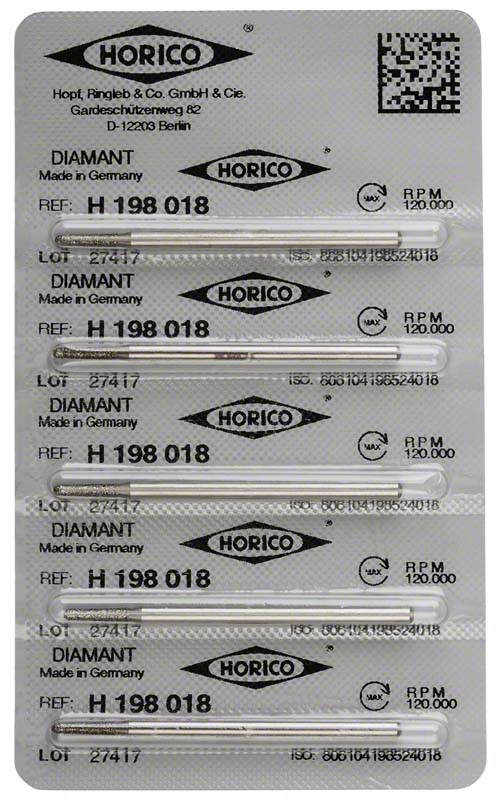 HORICO ®
Hopf, Ringleb & Co. GmbH & Cie.
Gardeschützenweg 82
D-12203 Berlin
DIAMANT HORICO ®
Made in Germany
REF: H 198 018 MAX RPM 120.000
LOT 27417 ISO: 806104198524018
DIAMANT HORICO ®
Made in Germany
REF: H 198 018 MAX RPM 120.000
HORICO
LOT 27417 ISO: 806104198524018
DIAMANT HORICO ®
Made in Germany
REF: H 198 018 MAX RPM 120.000
LOT 27417 ISO: 806104198524018
DIAMANT HORICO ®
Made in Germany
REF: H 198 018 MAX RPM 120.000
LOT 27417 ISO: 806104198524018
DIAMANT HORICO ®
Made in Germany
REF: H 198 018 MAX RPM 120.000
LOT 27417 ISO: 806104198524018